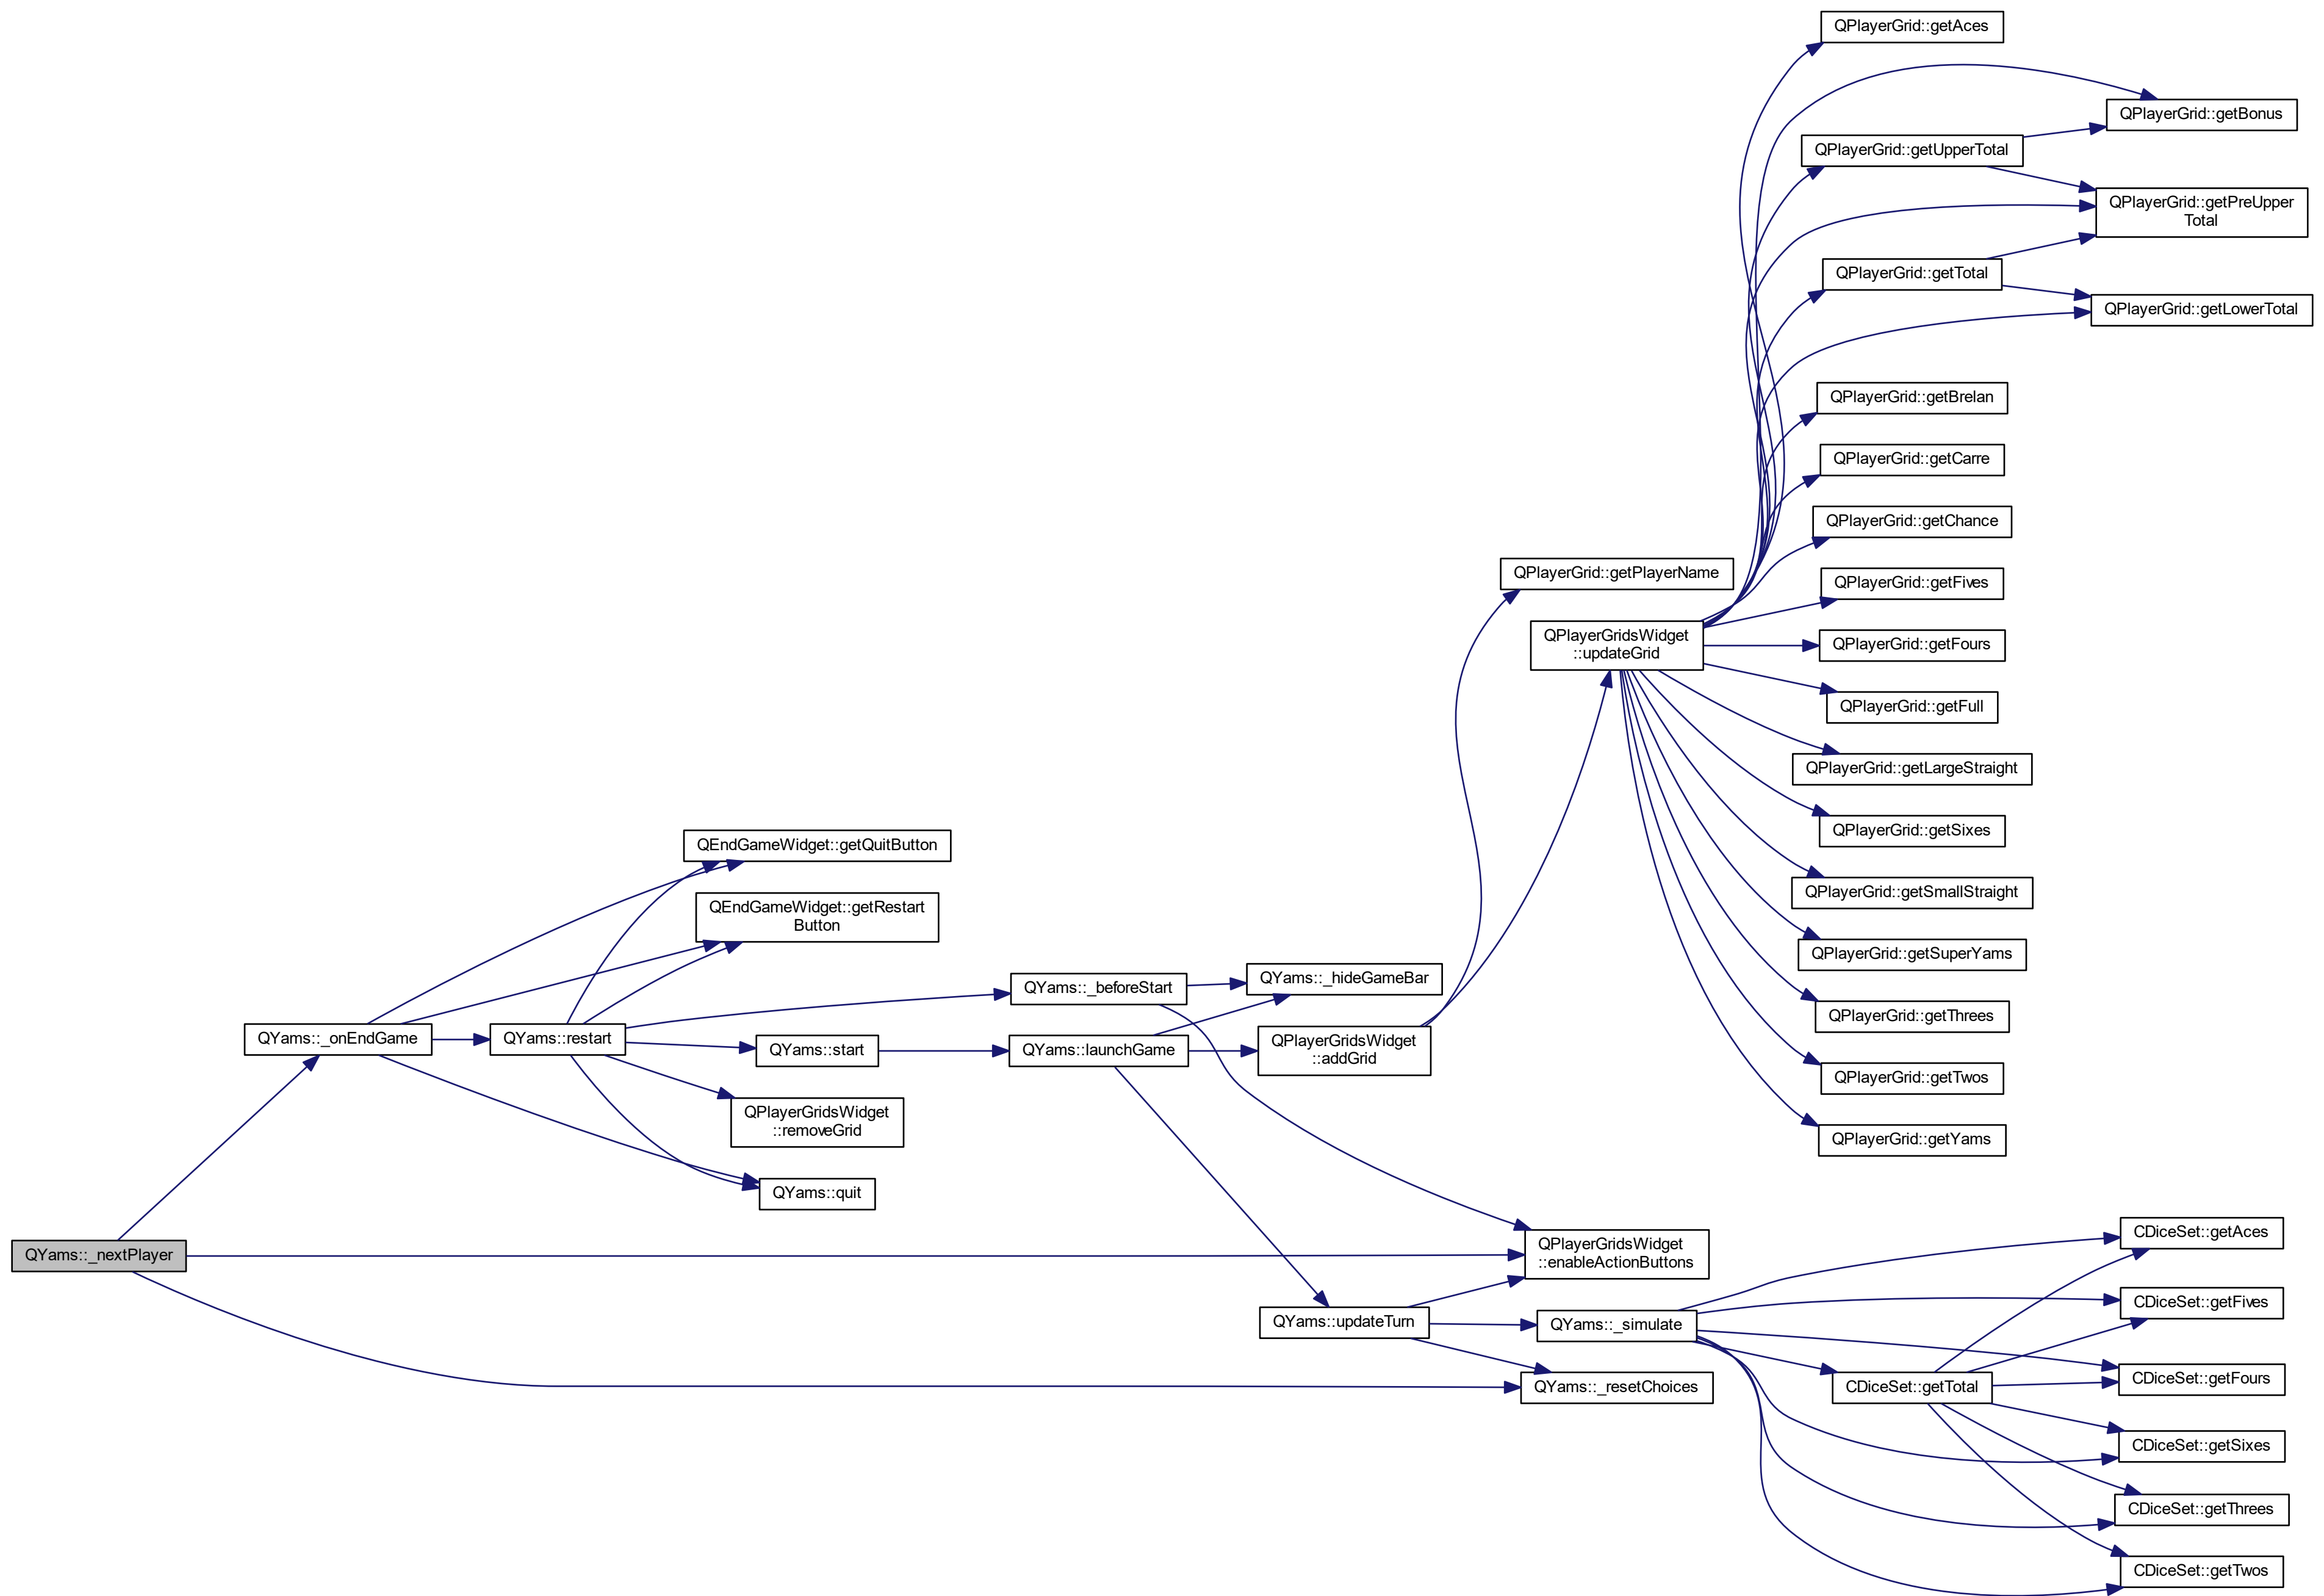 QPlayerGrid::getAces
QPlayerGrid::getBonus
QPlayerGrid::getUpperTotal
QPlayerGrid::getPreUpper
Total
QPlayerGrid::getTotal
QPlayerGrid::getLowerTotal
QPlayerGrid::getBrelan
QPlayerGrid::getCarre
QPlayerGrid::getChance
QPlayerGrid::getPlayerName
QPlayerGrid::getFives
QPlayerGridsWidget
::updateGrid
QPlayerGrid::getFours
QPlayerGrid::getFull
QPlayerGrid::getLargeStraight
QPlayerGrid::getSixes
QEndGameWidget::getQuitButton
QPlayerGrid::getSmallStraight
QEndGameWidget::getRestart
Button
QPlayerGrid::getSuperYams
QYams::_beforeStart
QYams::_hideGameBar
QPlayerGrid::getThrees
QYams::_onEndGame
QYams::restart
QYams::start
QYams::launchGame
QPlayerGridsWidget
::addGrid
QPlayerGrid::getTwos
QPlayerGridsWidget
::removeGrid
QPlayerGrid::getYams
QYams::quit
QYams::_nextPlayer
QPlayerGridsWidget
::enableActionButtons
CDiceSet::getAces
CDiceSet::getFives
QYams::updateTurn
QYams::_simulate
CDiceSet::getFours
QYams::_resetChoices
CDiceSet::getTotal
CDiceSet::getSixes
CDiceSet::getThrees
CDiceSet::getTwos